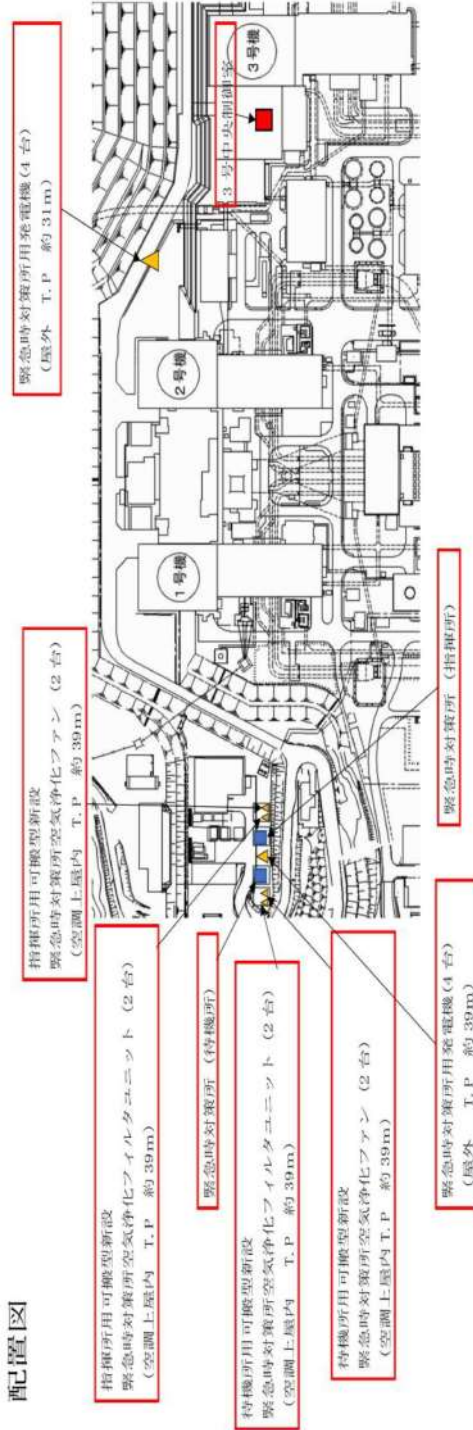 配置図
指揮所用可搬型新設
緊急時対策所空気浄化ファン (2 台)
(空調上屋内 T.P 約39m)
緊急時対策所用発電機(4 台)
(屋外 T.P 約31m)
指揮所用可搬型新設
緊急時対策所空気浄化フィルタユニット (2 台)
(空調上屋内 T.P 約39m)
緊急時対策所 (待機所)
待機所用可搬型新設
緊急時対策所空気浄化フィルタユニット (2 台)
(空調上屋内 T.P 約39m)
待機所用可搬型新設
緊急時対策所空気浄化ファン (2 台)
(空調上屋内 T.P 約39m)
緊急時対策所用発電機(4 台)
(屋外 T.P 約39m)
緊急時対策所 (指揮所)
1号機
2号機
3号機
3号中央制御室